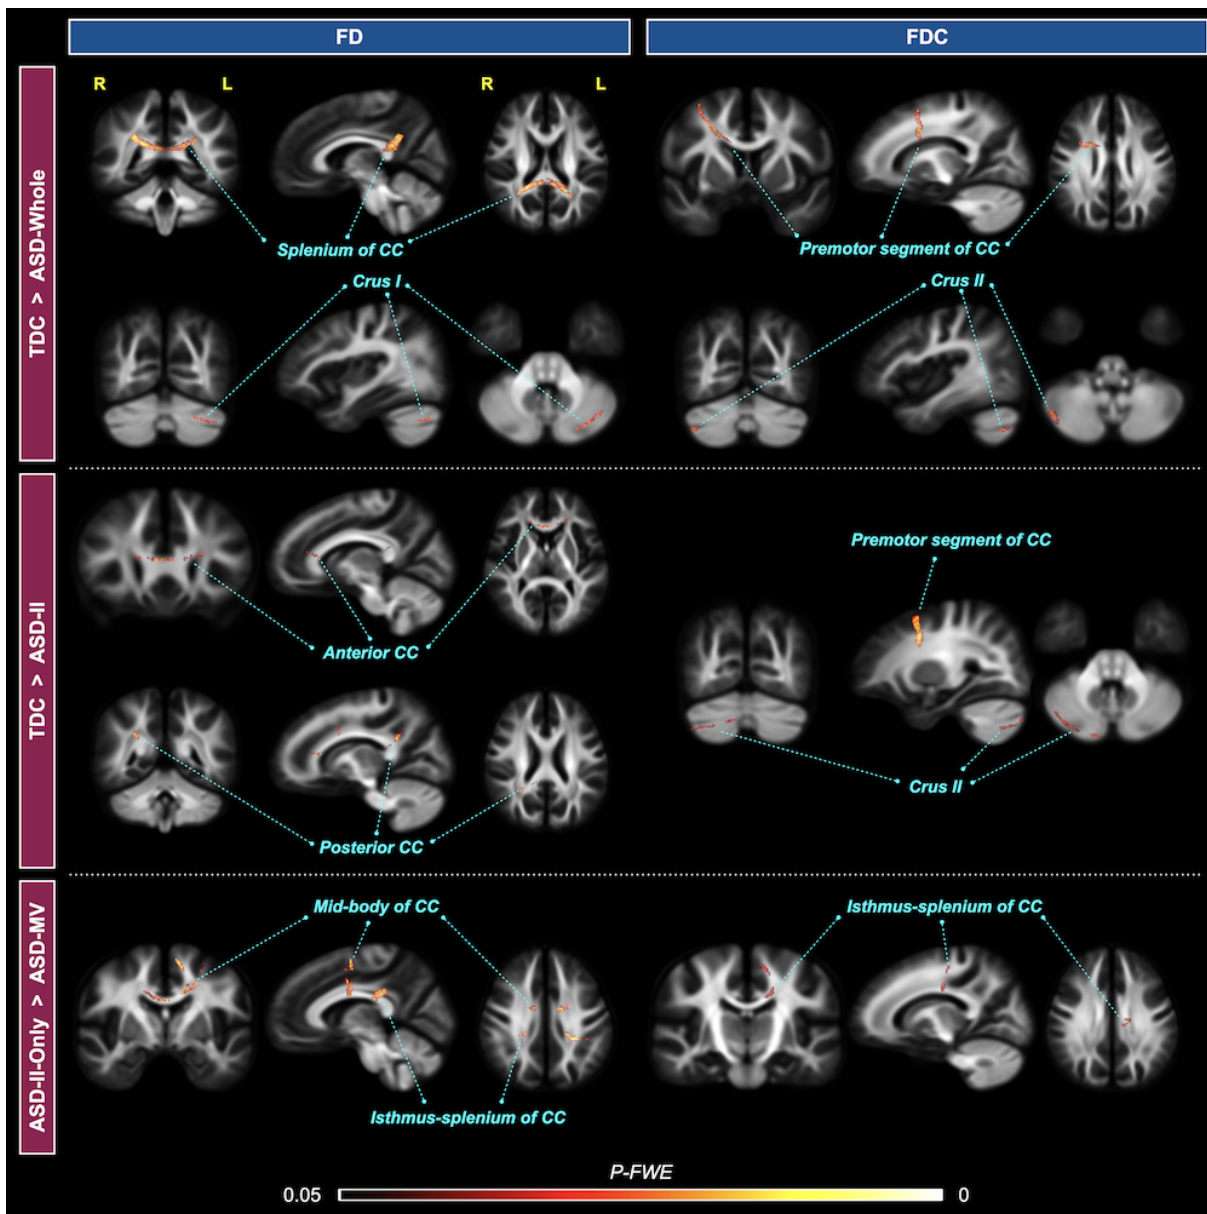 FD
FDC
R
L
R
L
TDC > ASD-Whole
Splenium of CC
Premotor segment of CC
Crus I
Crus II
TDC > ASD-II
Anterior CC
Premotor segment of CC
Posterior CC
Crus II
ASD-II-Only > ASD-MV
Mid-body of CC
Isthmus-splenium of CC
Isthmus-splenium of CC
P-FWE
0.05
0